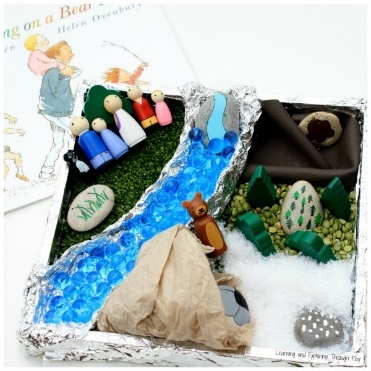 ng on a Bear
Helen Oxenbury
Learning and Exploring Through Play